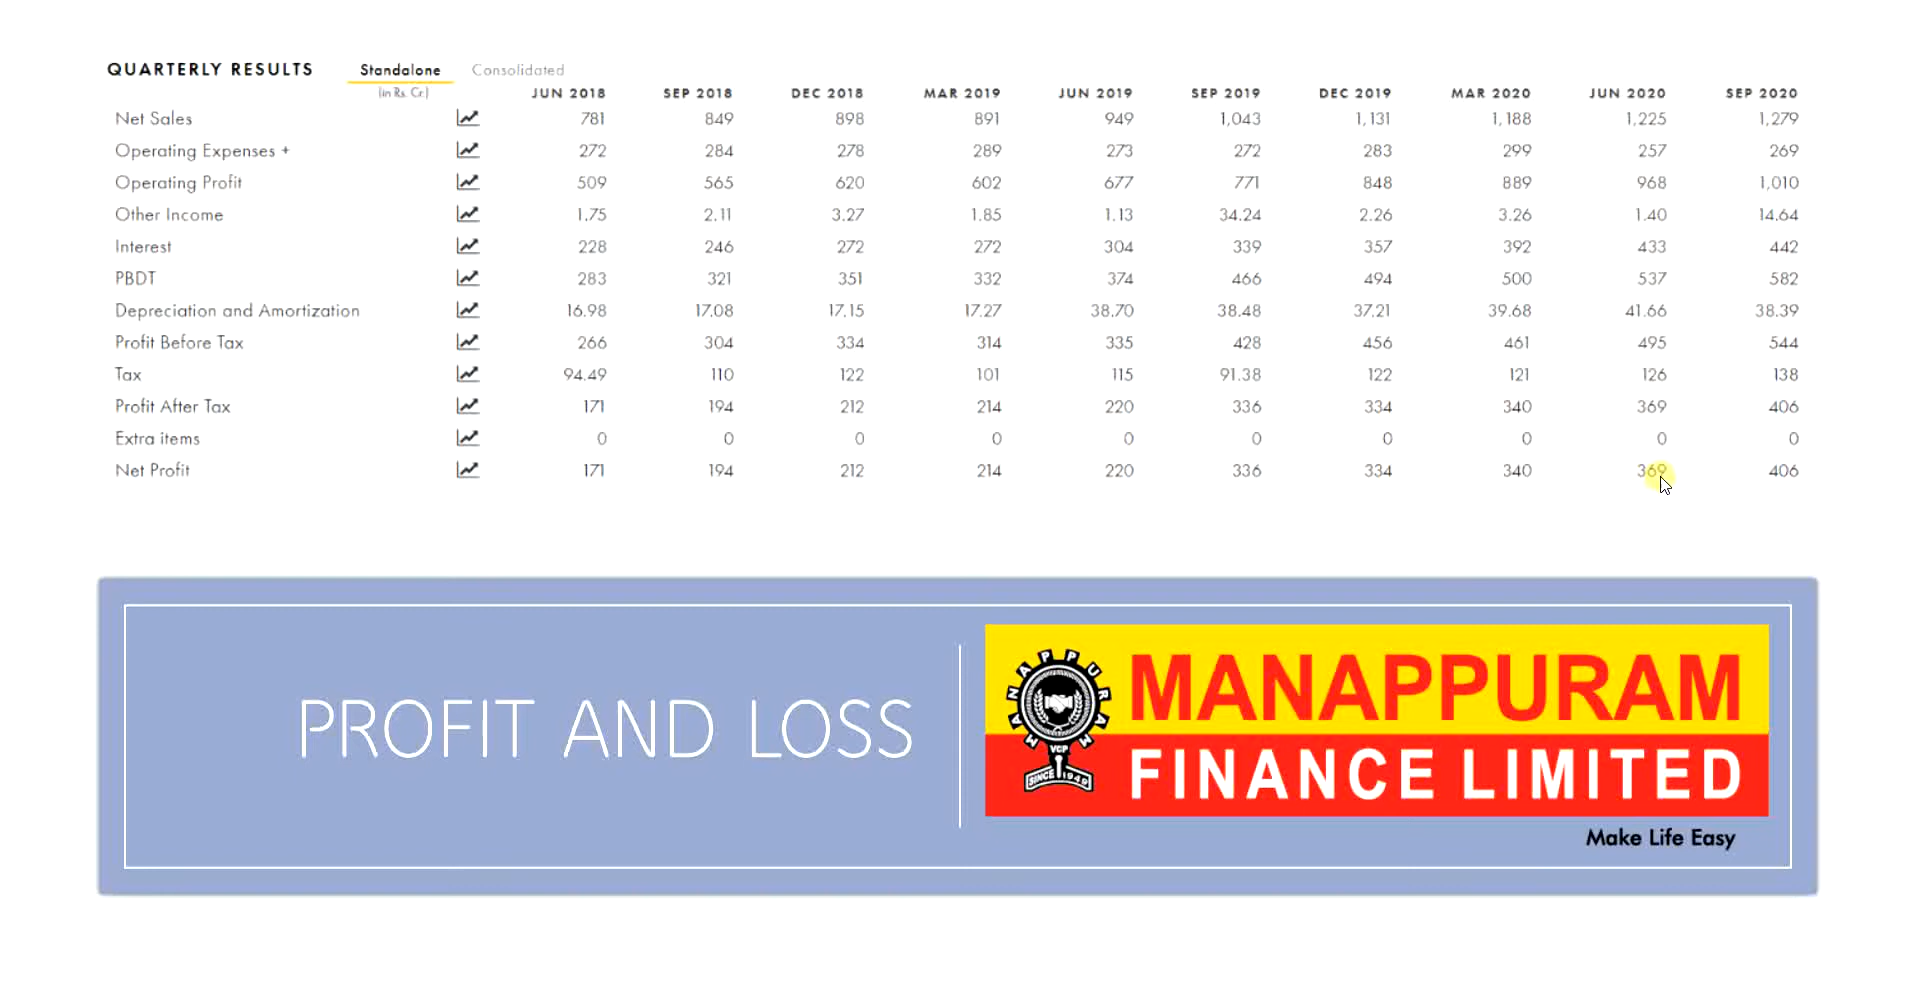 QUARTERLY RESULTS Standalone Consolidated
(in Rs. Cr.) JUN 2018 SEP 2018 DEC 2018 MAR 2019 JUN 2019 SEP 2019 DEC 2019 MAR 2020 JUN 2020 SEP 2020
Net Sales 781 849 898 891 949 1,043 1,131 1,188 1,225 1,279
Operating Expenses + 272 284 278 289 273 272 283 299 257 269
Operating Profit 509 565 620 602 677 771 848 889 968 1,010
Other Income 1.75 2.11 3.27 1.85 1.13 34.24 2.26 3.26 1.40 14.64
Interest 228 246 272 272 304 339 357 392 433 442
PBDT 283 321 351 332 374 466 494 500 537 582
Depreciation and Amortization 16.98 17.08 17.15 17.27 38.70 38.48 37.21 39.68 41.66 38.39
Profit Before Tax 266 304 334 314 335 428 456 461 495 544
Tax 94.49 110 122 101 115 91.38 122 121 126 138
Profit After Tax 171 194 212 214 220 336 334 340 369 406
Extra items 0 0 0 0 0 0 0 0 0 0
Net Profit 171 194 212 214 220 336 334 340 369 406
PROFIT AND LOSS
MANAPPURAM
VCP
SINCE 1949
MANAPPURAM
FINANCE LIMITED
Make Life Easy